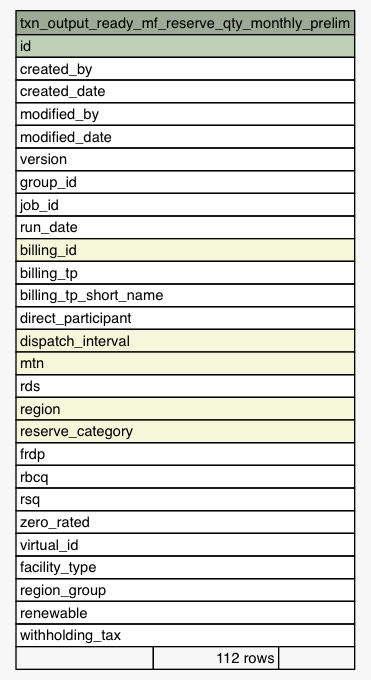 txn_output_ready_mf_reserve_qty_monthly_prelim
id
created_by
created_date
modified_by
modified_date
version
group_id
job_id
run_date
billing_id
billing_tp
billing_tp_short_name
direct_participant
dispatch_interval
mtn
rds
region
reserve_category
frdp
rbcq
rsq
zero_rated
virtual_id
facility_type
region_group
renewable
withholding_tax
112 rows